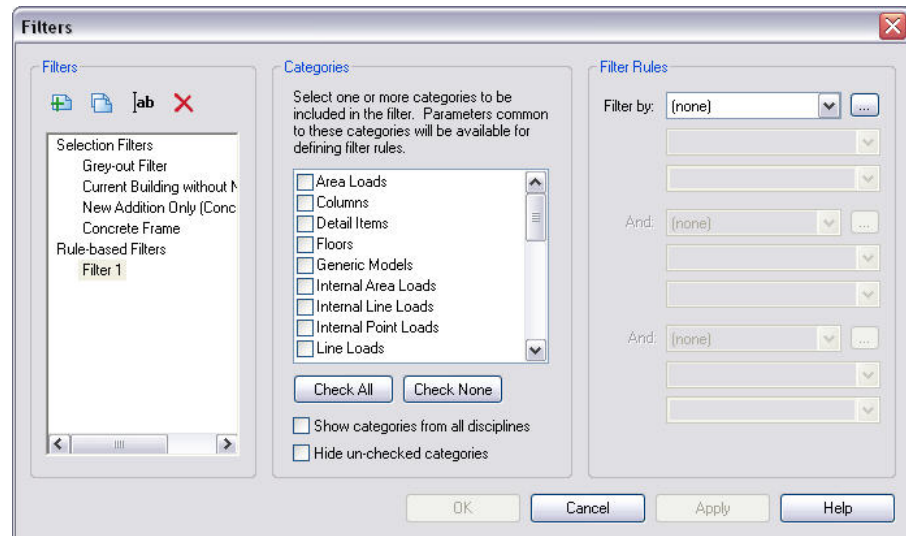 Filters
Filters
ab
Selection Filters
Grey-out Filter
Current Building without
New Addition Only (Conc
Concrete Frame
Rule-based Filters
Filter 1
Categories
Select one or more categories to be
included in the filter. Parameters common
to these categories will be available for
defining filter rules.
Area Loads
Columns
Detail Items
Floors
Generic Models
Internal Area Loads
Internal Line Loads
Internal Point Loads
Line Loads
Check All
Check None
Show categories from all disciplines
Hide un-checked categories
Filter Rules
Filter by: (none) ...
And: (none) ...
And: (none) ...
OK
Cancel
Apply
Help